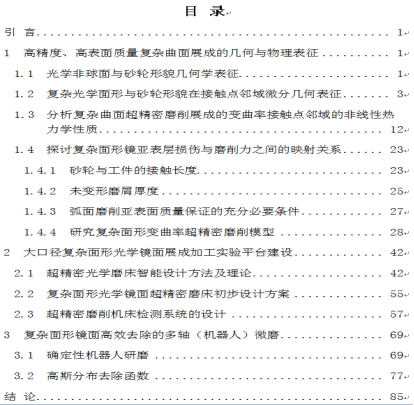 目 录
引 言 1
1 高精度、高表面质量复杂曲面展成的几何与物理表征 1
1.1 光学非球面与砂轮形貌几何学表征 1
1.2 复杂光学面形与砂轮形貌在接触点邻域微分几何表征 3
1.3 分析复杂曲面超精密磨削展成的变曲率接触点邻域的非线性热
力学性质 12
1.4 探讨复杂面形镜亚表层损伤与磨削力之间的映射关系 23
1.4.1 砂轮与工件的接触长度 23
1.4.2 未变形磨屑厚度 25
1.4.3 弧面磨削亚表面质量保证的充分必要条件 27
1.4.4 研究复杂面形变曲率超精密磨削模型 28
2 大口径复杂面形光学镜面展成加工实验平台建设 42
2.1 超精密光学磨床智能设计方法及理论 42
2.2 复杂面形光学镜面超精密磨床初步设计方案 55
2.3 超精密磨削机床检测系统的设计 57
3 复杂面形镜面高效去除的多轴（机器人）微磨 69
3.1 确定性机器人研磨 69
3.2 高斯分布去除函数 77
结 论 85